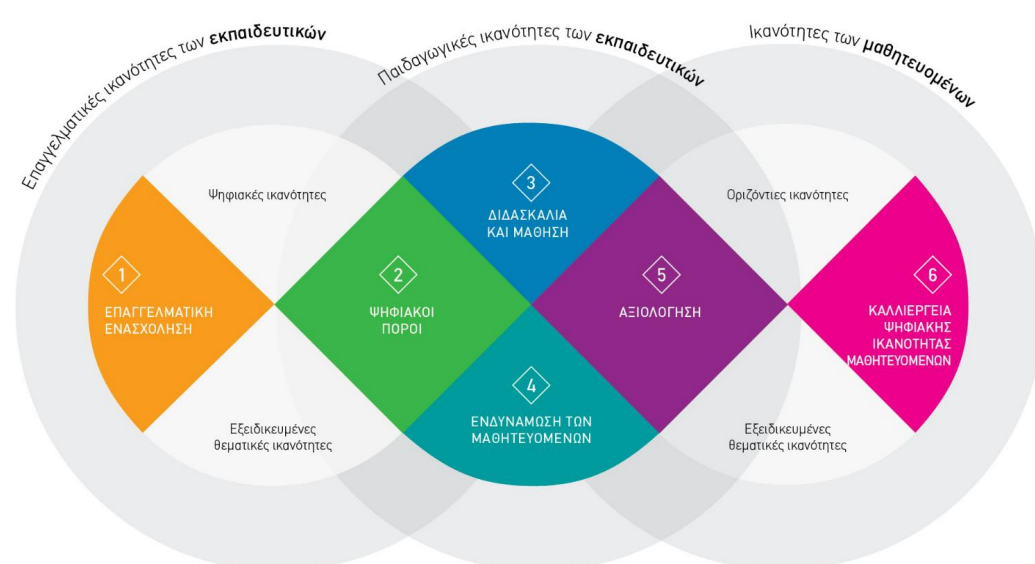 Επαγγελματικές ικανότητες των εκπαιδευτικών
Παιδαγωγικές ικανότητες των εκπαιδευτικών
Ικανότητες των μαθητευομένων
Ψηφιακές ικανότητες
Οριζόντιες ικανότητες
1
ΕΠΑΓΓΕΛΜΑΤΙΚΗ
ΕΝΑΣΧΟΛΗΣΗ
2
ΨΗΦΙΑΚΟΙ
ΠΟΡΟΙ
3
ΔΙΔΑΣΚΑΛΙΑ
ΚΑΙ ΜΑΘΗΣΗ
4
ΕΝΔΥΝΑΜΩΣΗ ΤΩΝ
ΜΑΘΗΤΕΥΟΜΕΝΩΝ
5
ΑΞΙΟΛΟΓΗΣΗ
6
ΚΑΛΛΙΕΡΓΕΙΑ
ΨΗΦΙΑΚΗΣ
ΙΚΑΝΟΤΗΤΑΣ
ΜΑΘΗΤΕΥΟΜΕΝΩΝ
Εξειδικευμένες
θεματικές ικανότητες
Εξειδικευμένες
θεματικές ικανότητες